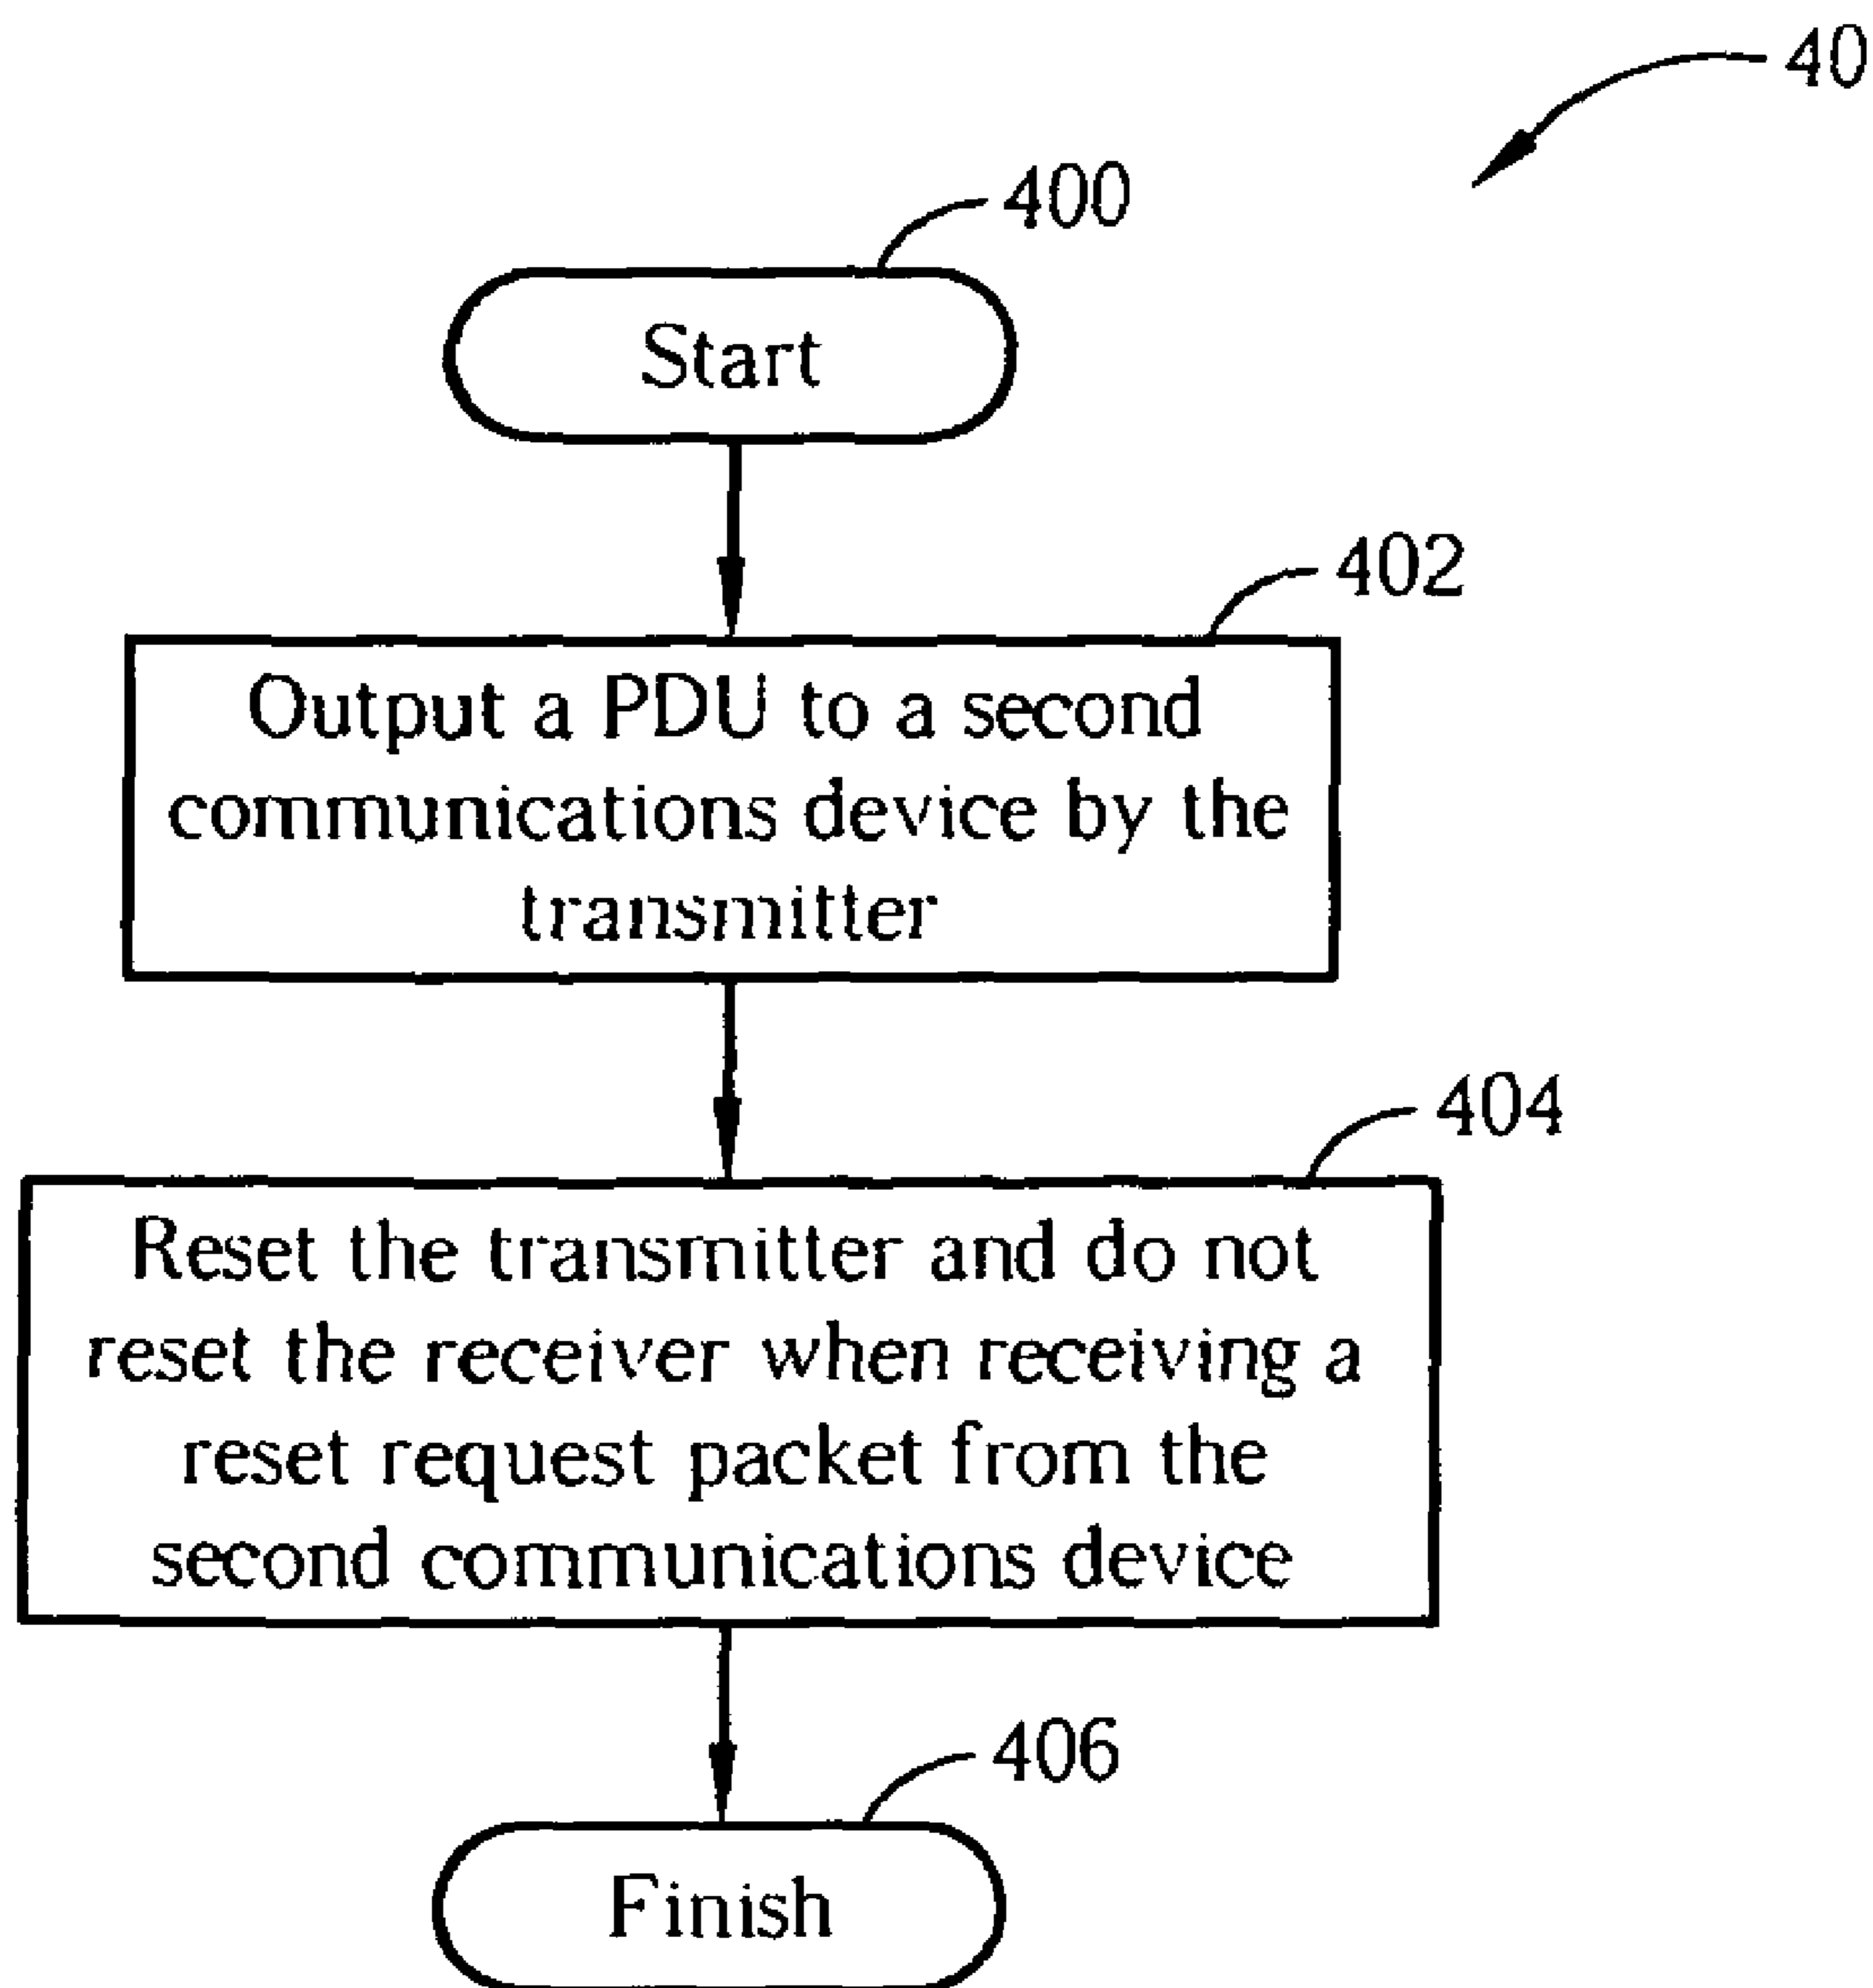 40
400
Start
402
Output a PDU to a second
communications device by the
transmitter
404
Reset the transmitter and do not
reset the receiver when receiving a
reset request packet from the
second communications device
406
Finish